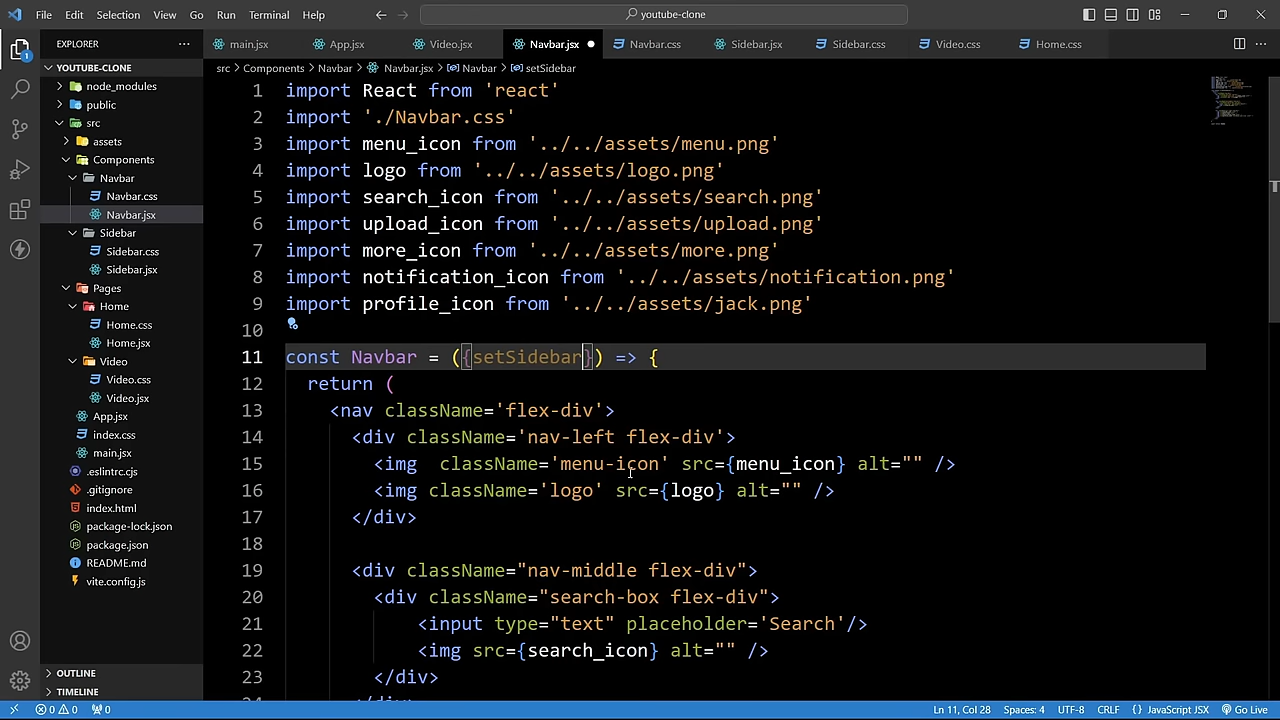 File Edit Selection View Go Run Terminal Help
youtube-clone
EXPLORER
main.jsx App.jsx Video.jsx Navbar.jsx Navbar.css Sidebar.jsx Sidebar.css Video.css Home.css
src > Components > Navbar > Navbar.jsx > Navbar > setSidebar
1
YOUTUBE-CLONE
node_modules
public
src
assets
Components
Navbar
Navbar.css
Navbar.jsx
Sidebar
Sidebar.css
Sidebar.jsx
Pages
Home
Home.css
Home.jsx
Video
Video.css
Video.jsx
App.jsx
index.css
main.jsx
.eslintrc.cjs
.gitignore
index.html
package-lock.json
package.json
README.md
vite.config.js
OUTLINE
TIMELINE
1 import React from 'react'
2 import './Navbar.css'
3 import menu_icon from '../../assets/menu.png'
4 import logo from '../../assets/logo.png'
5 import search_icon from '../../assets/search.png'
6 import upload_icon from '../../assets/upload.png'
7 import more_icon from '../../assets/more.png'
8 import notification_icon from '../../assets/notification.png'
9 import profile_icon from '../../assets/jack.png'
10
11 const Navbar = ({setSidebar}) => {
12 return (
13 <nav className='flex-div'>
14 <div className='nav-left flex-div'>
15 <img  className='menu-icon' src={menu_icon} alt="" />
16 <img className='logo' src={logo} alt="" />
17 </div>
18
19 <div className="nav-middle flex-div">
20 <div className="search-box flex-div">
21 <input type="text" placeholder='Search'/>
22 <img src={search_icon} alt="" />
23 </div>
0 0 0 Ln 11, Col 28 Spaces: 4 UTF-8 CRLF {} JavaScript JSX Go Live